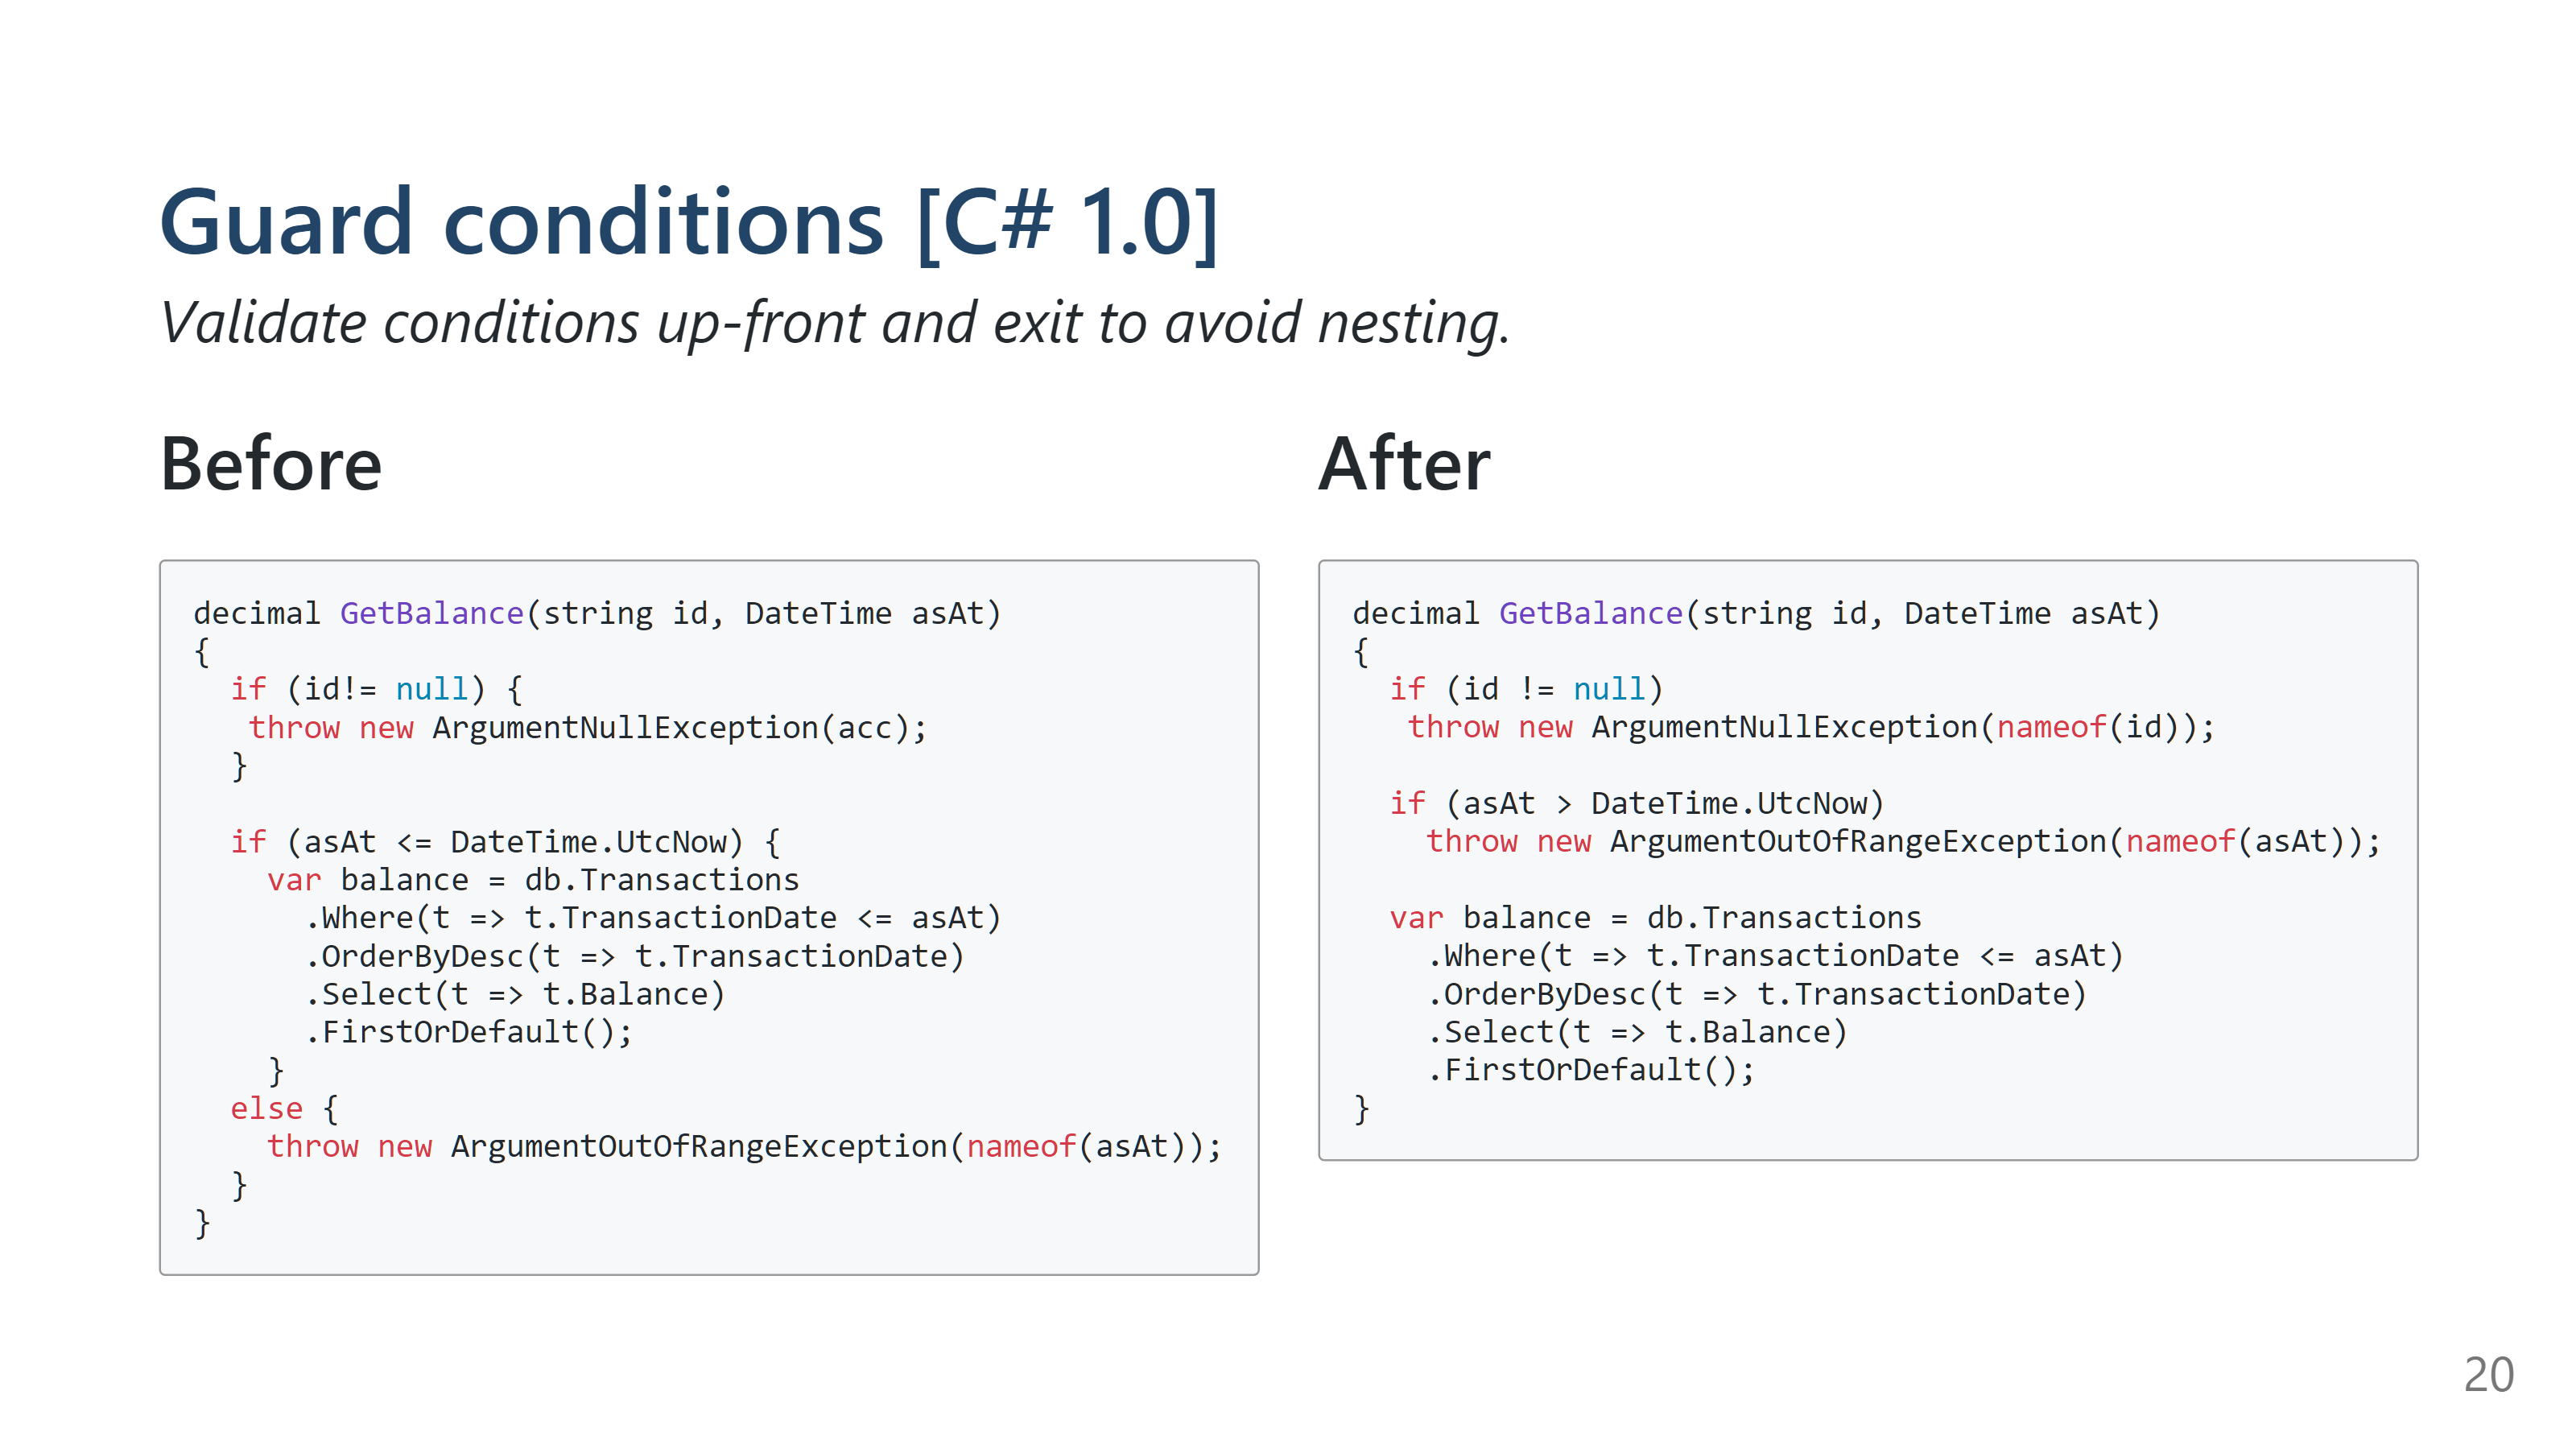 Guard conditions [C# 1.0]
Validate conditions up-front and exit to avoid nesting.
Before
decimal GetBalance(string id, DateTime asAt)
{
  if (id!= null) {
   throw new ArgumentNullException(acc);
  }

  if (asAt <= DateTime.UtcNow) {
    var balance = db.Transactions
      .Where(t => t.TransactionDate <= asAt)
      .OrderByDesc(t => t.TransactionDate)
      .Select(t => t.Balance)
      .FirstOrDefault();
    }
  else {
    throw new ArgumentOutOfRangeException(nameof(asAt));
  }
}
After
decimal GetBalance(string id, DateTime asAt)
{
  if (id != null)
   throw new ArgumentNullException(nameof(id));

  if (asAt > DateTime.UtcNow)
    throw new ArgumentOutOfRangeException(nameof(asAt));

  var balance = db.Transactions
    .Where(t => t.TransactionDate <= asAt)
    .OrderByDesc(t => t.TransactionDate)
    .Select(t => t.Balance)
    .FirstOrDefault();
}
20